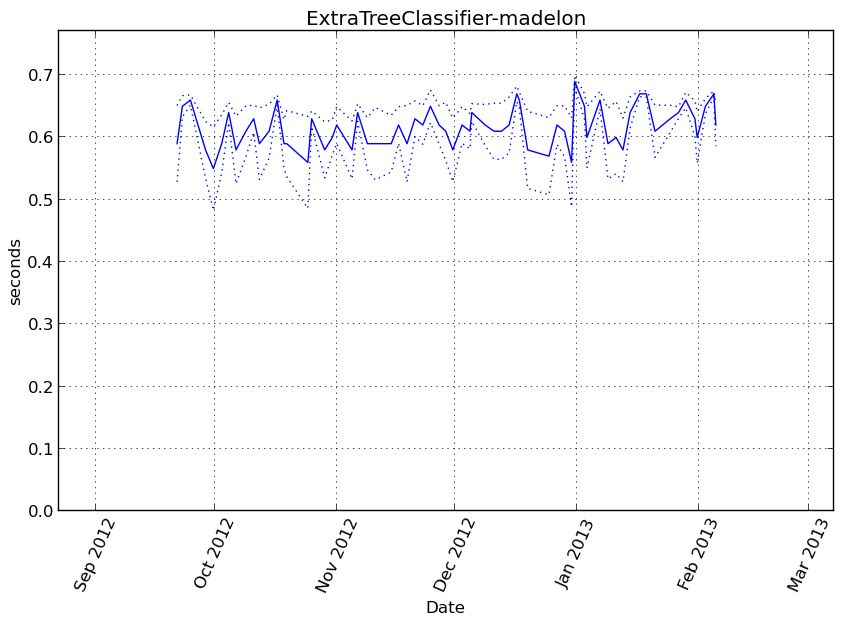 ExtraTreeClassifier-madelon
0.7
0.6
0.5
0.4
0.3
0.2
0.1
0.0
seconds
Sep 2012
Oct 2012
Nov 2012
Dec 2012
Jan 2013
Feb 2013
Mar 2013
Date